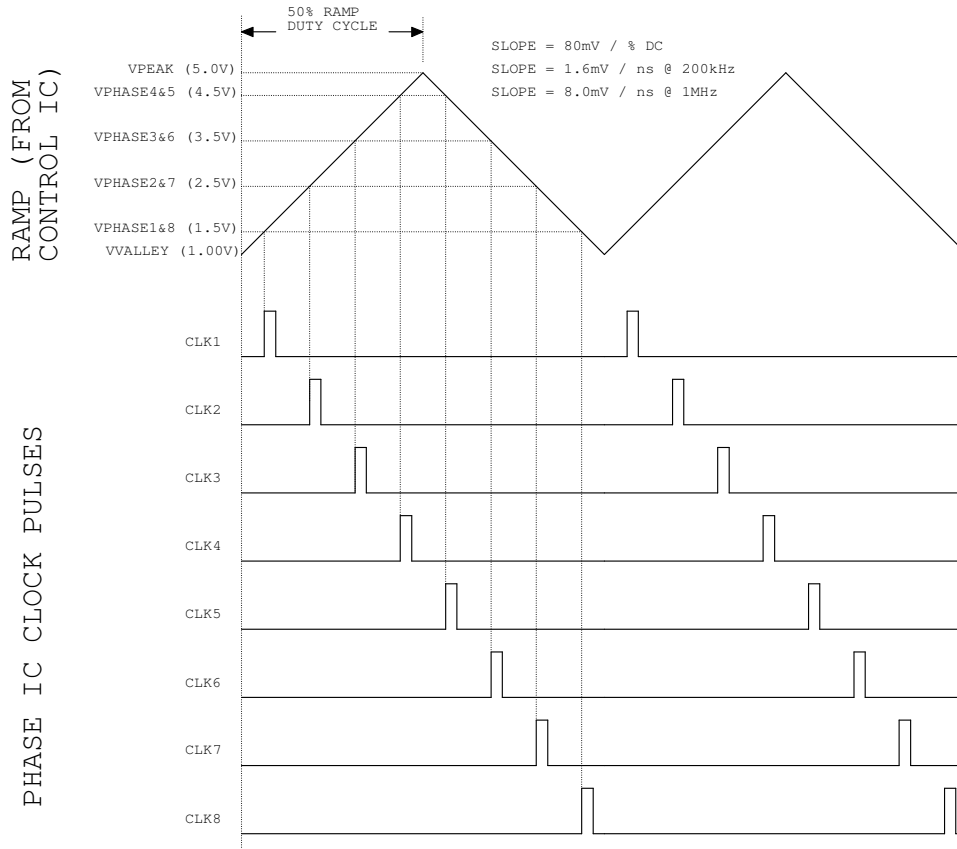 50% RAMP
DUTY CYCLE
SLOPE = 80mV / % DC
SLOPE = 1.6mV / ns @ 200kHz
SLOPE = 8.0mV / ns @ 1MHz
RAMP (FROM
CONTROL IC)
VPEAK (5.0V)
VPHASE4&5 (4.5V)
VPHASE3&6 (3.5V)
VPHASE2&7 (2.5V)
VPHASE1&8 (1.5V)
VVALLEY (1.00V)
PHASE IC CLOCK PULSES
CLK1
CLK2
CLK3
CLK4
CLK5
CLK6
CLK7
CLK8